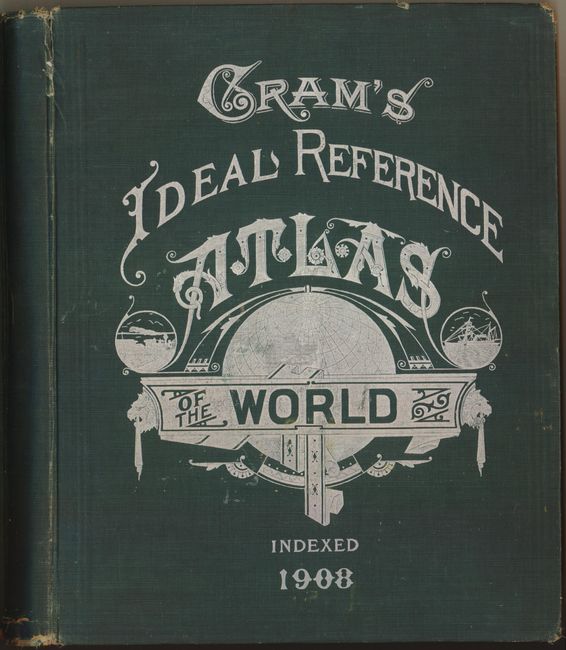 CRAM'S
IDEAL REFERENCE
ATLAS
OF THE WORLD
INDEXED
1908